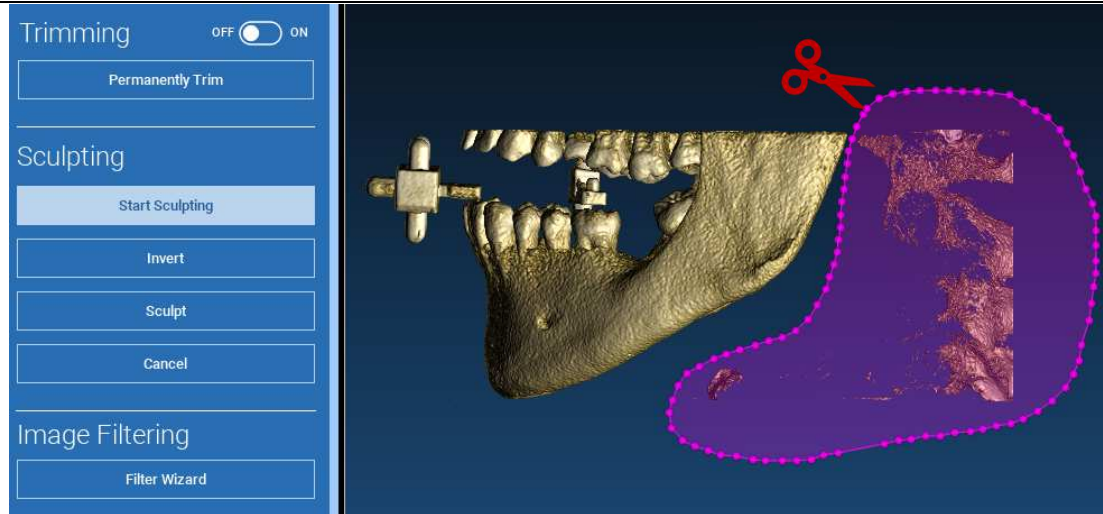 Trimming
OFF ON
Permanently Trim
Sculpting
Start Sculpting
Invert
Sculpt
Cancel
Image Filtering
Filter Wizard